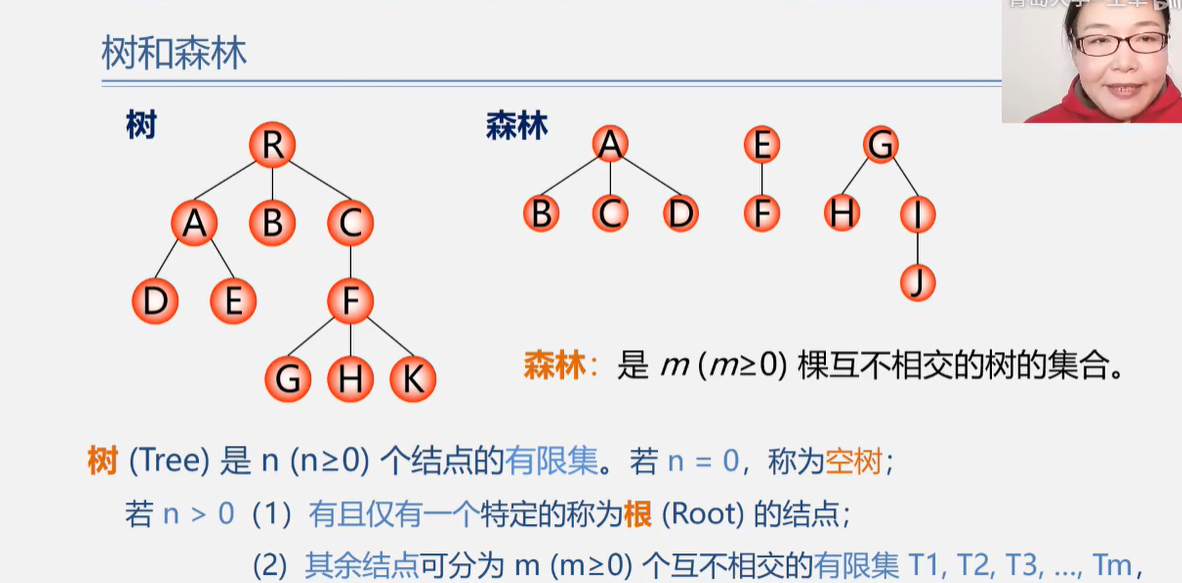 树和森林
树
森林
R
A B C
D E
F
G H K
A
B C D
E
F
G
H I
J
森林：是 m (m≥0) 棵互不相交的树的集合。
树 (Tree) 是 n (n≥0) 个结点的有限集。若 n = 0，称为空树；
若 n > 0（1）有且仅有一个特定的称为根 (Root) 的结点；
(2) 其余结点可分为 m (m≥0) 个互不相交的有限集 T1, T2, T3, ..., Tm，